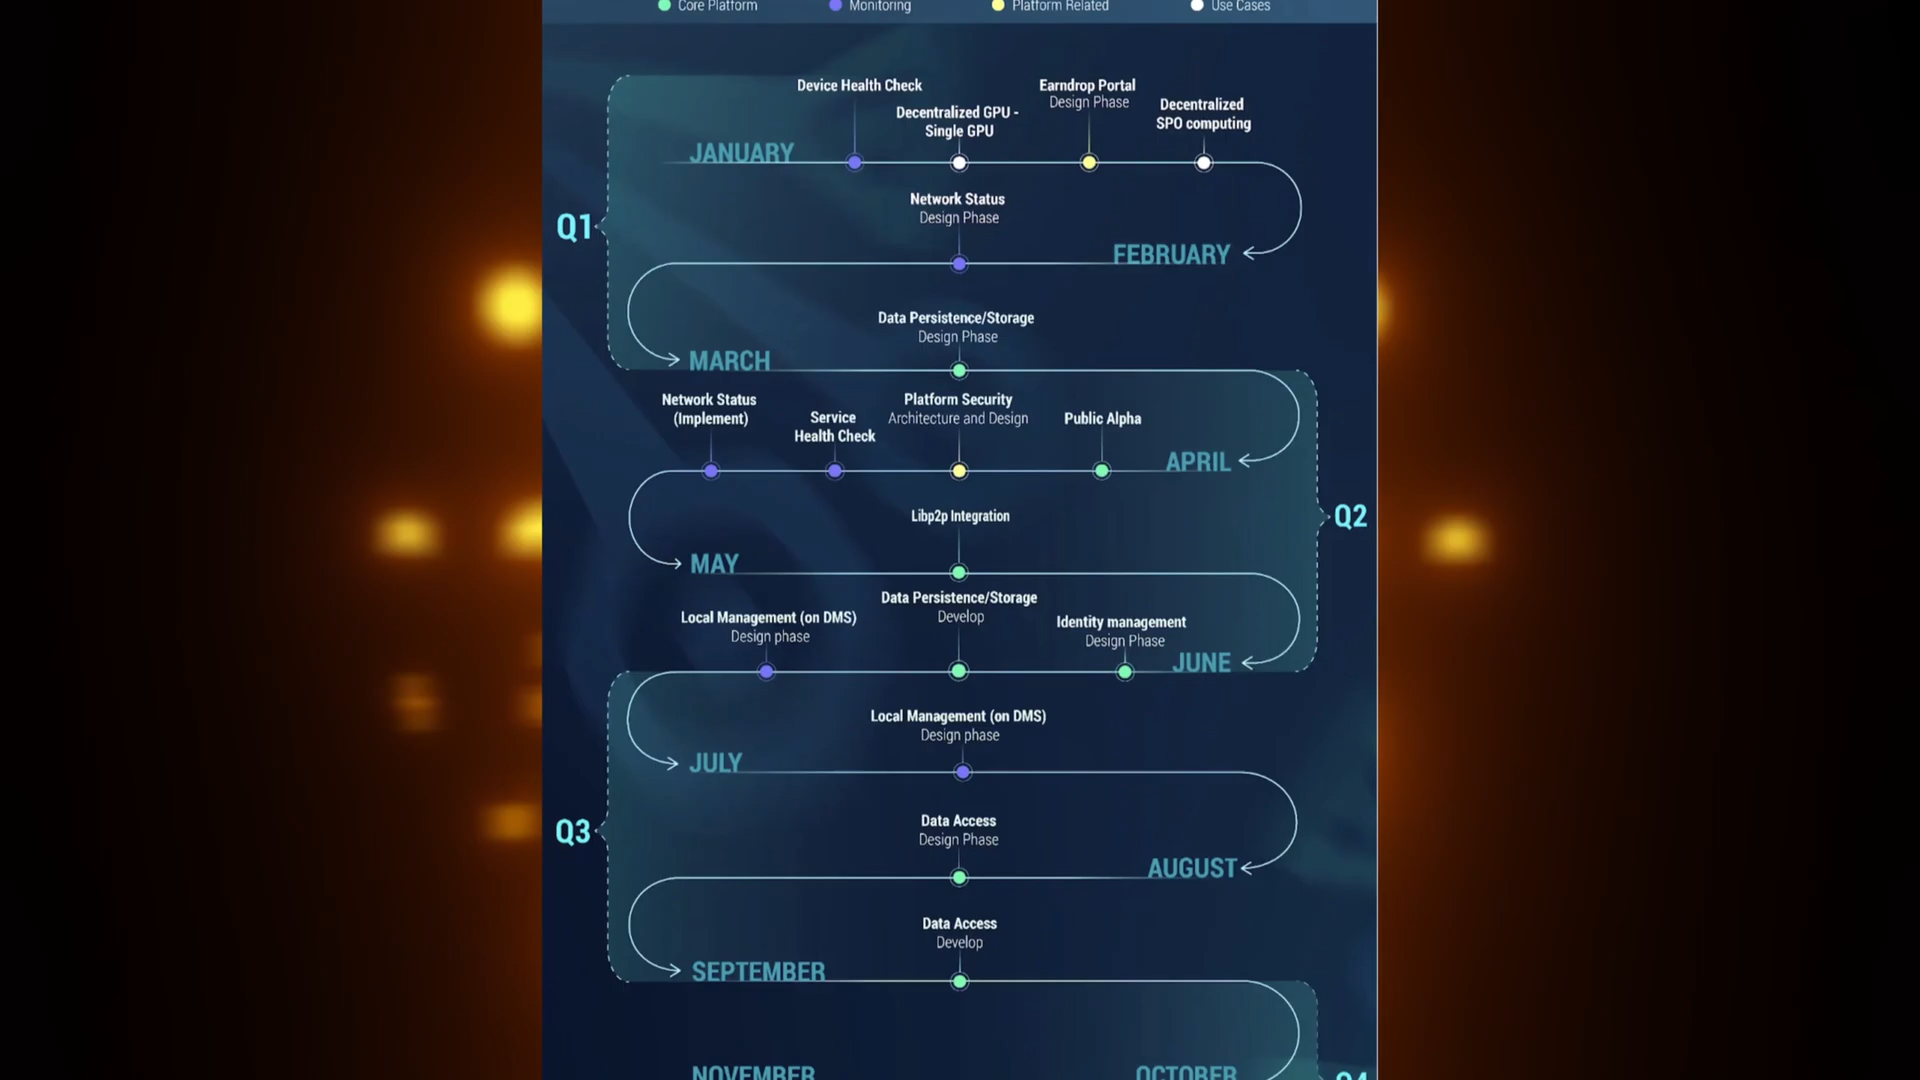 Core Platform
Monitoring
Platform Related
Use Cases
Q1
JANUARY
Device Health Check
Decentralized GPU -
Single GPU
Earndrop Portal
Design Phase
Decentralized
SPO computing
FEBRUARY
Network Status
Design Phase
MARCH
Data Persistence/Storage
Design Phase
Q2
APRIL
Network Status
(Implement)
Service
Health Check
Platform Security
Architecture and Design
Public Alpha
MAY
Libp2p Integration
JUNE
Local Management (on DMS)
Design phase
Data Persistence/Storage
Develop
Identity management
Design Phase
Q3
JULY
Local Management (on DMS)
Design phase
AUGUST
Data Access
Design Phase
SEPTEMBER
Data Access
Develop
NOVEMBER
OCTOBER
Q4